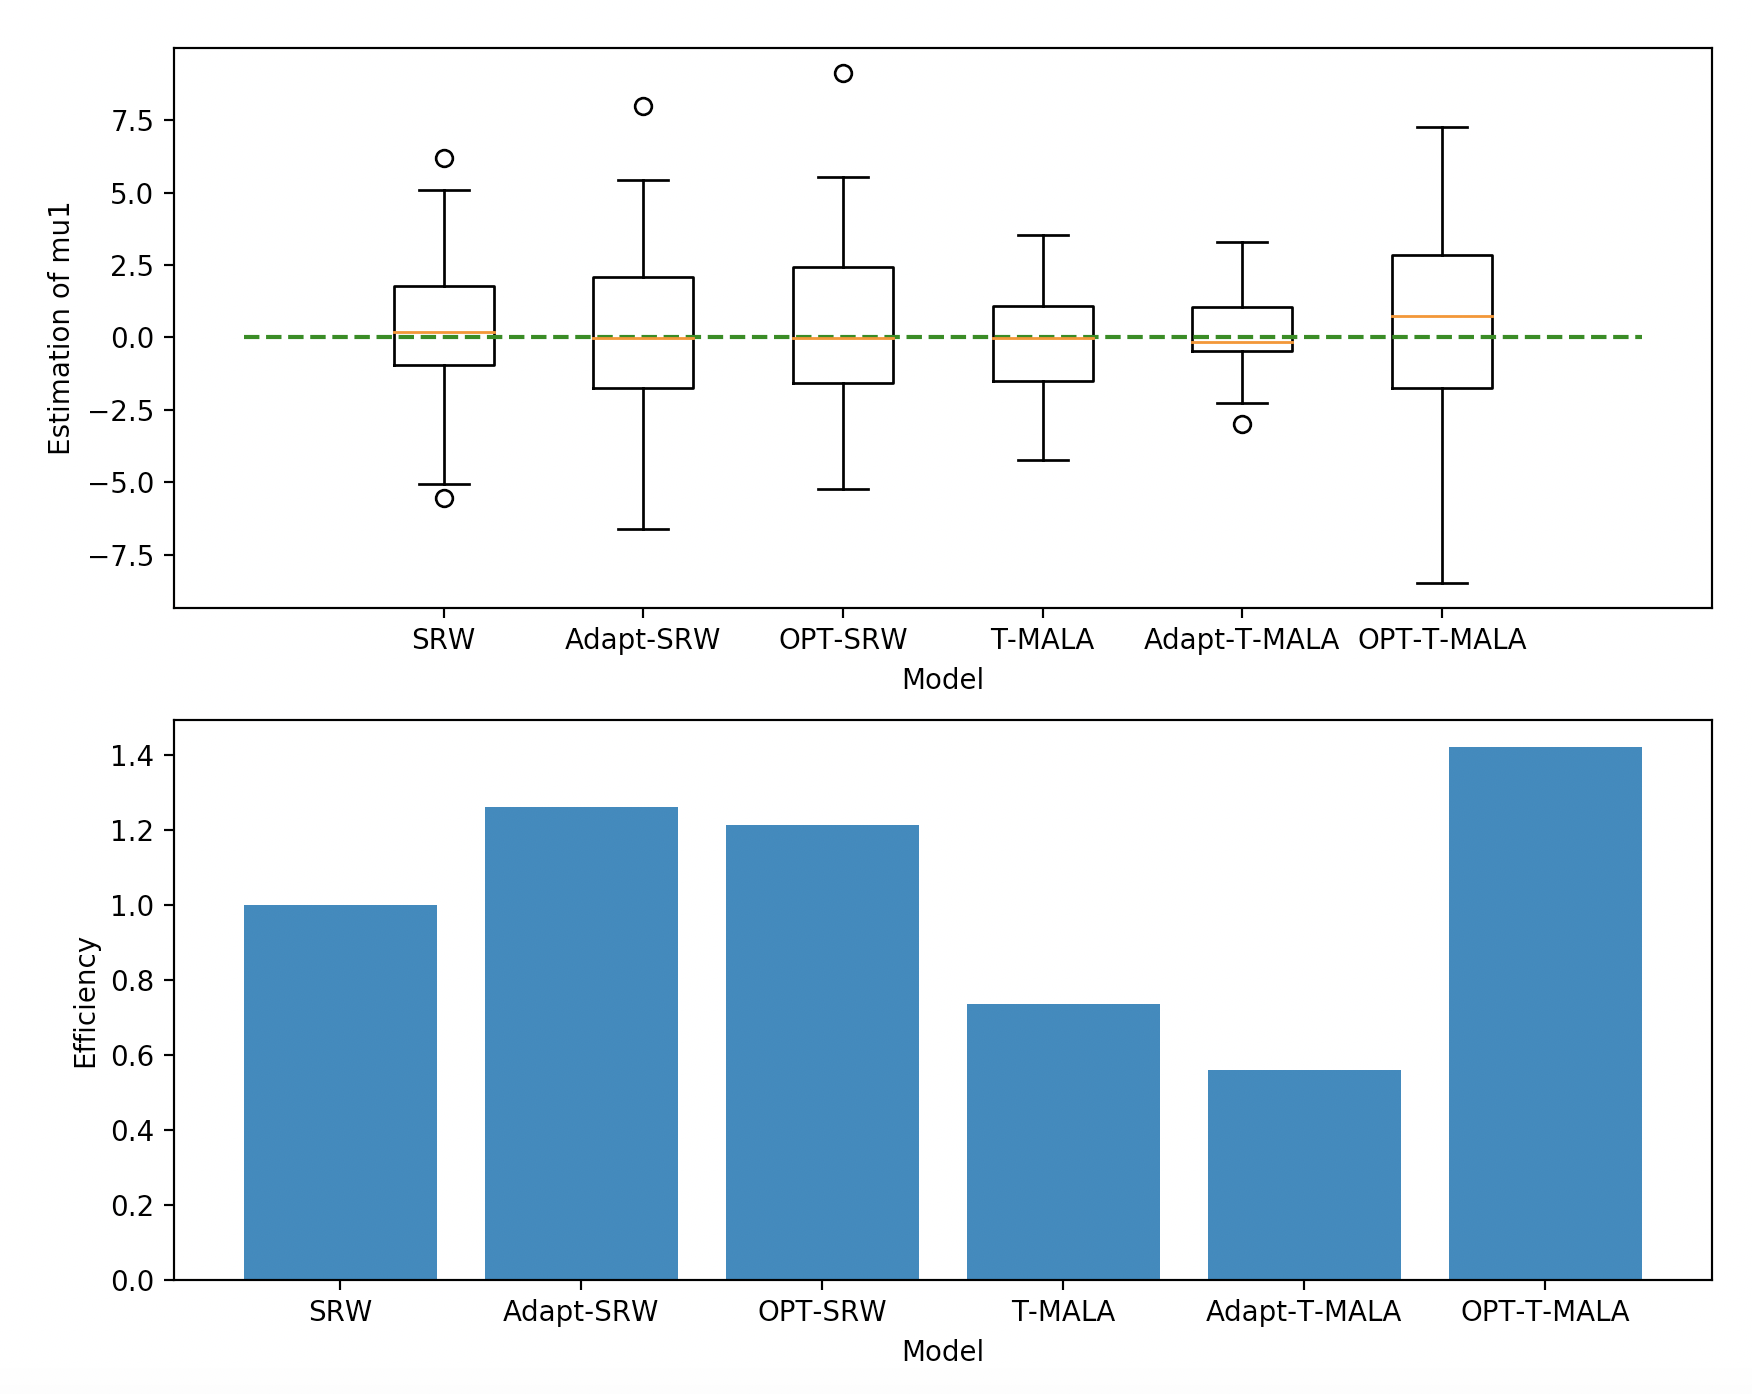 Estimation of mu1
7.5
5.0
2.5
0.0
−2.5
−5.0
−7.5
SRW Adapt-SRW OPT-SRW T-MALA Adapt-T-MALA OPT-T-MALA
Model
Efficiency
1.4
1.2
1.0
0.8
0.6
0.4
0.2
0.0
SRW Adapt-SRW OPT-SRW T-MALA Adapt-T-MALA OPT-T-MALA
Model